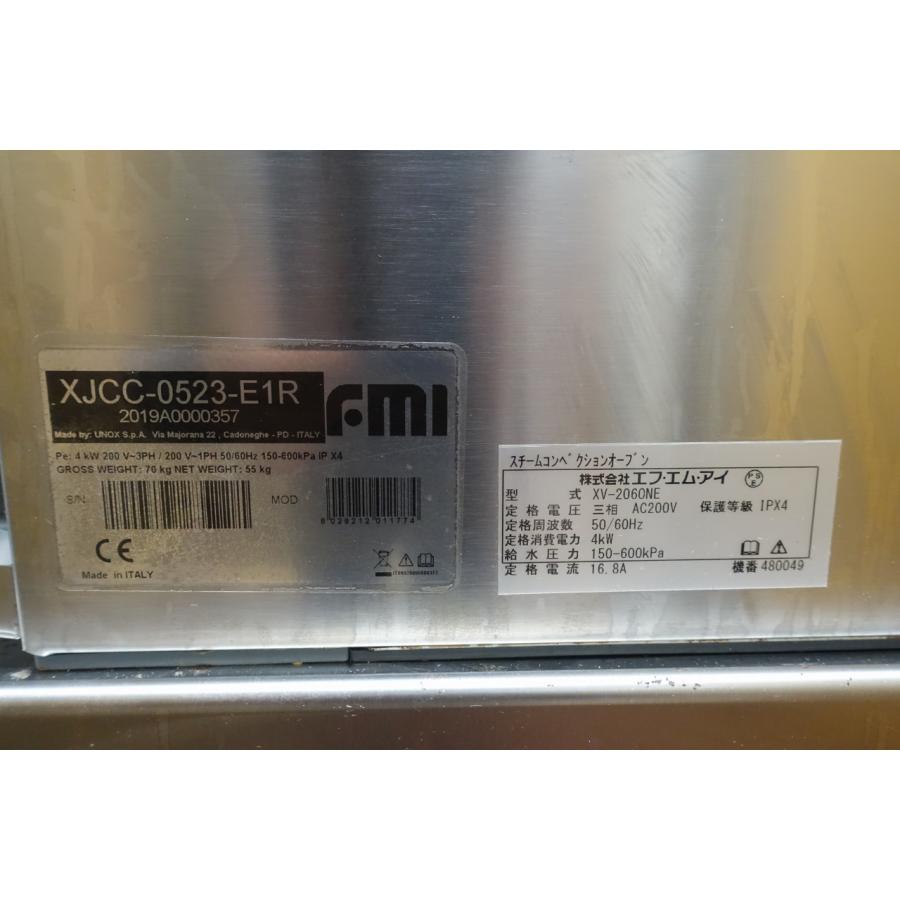 XJCC-0523-E1R
2019A0000357
Made by: UNOX S.p.A. Via Majorana 22 , Cadoneghe - PD - ITALY
FMI
Pe: 4 kW 200 V~3PH / 200 V~1PH 50/60Hz 150-600kPa IP X4
GROSS WEIGHT: 70 kg NET WEIGHT: 55 kg
S/N
MOD
8 028212 011774
CE
Made in ITALY
スチームコンベクションオーブン
株式会社エフ・エム・アイ PSE
型 式 XV-2060NE
定格電圧 三相 AC200V 保護等級 IPX4
定格周波数 50/60Hz
定格消費電力 4kW
給水圧力 150-600kPa
定格電流 16.8A 機番 480049